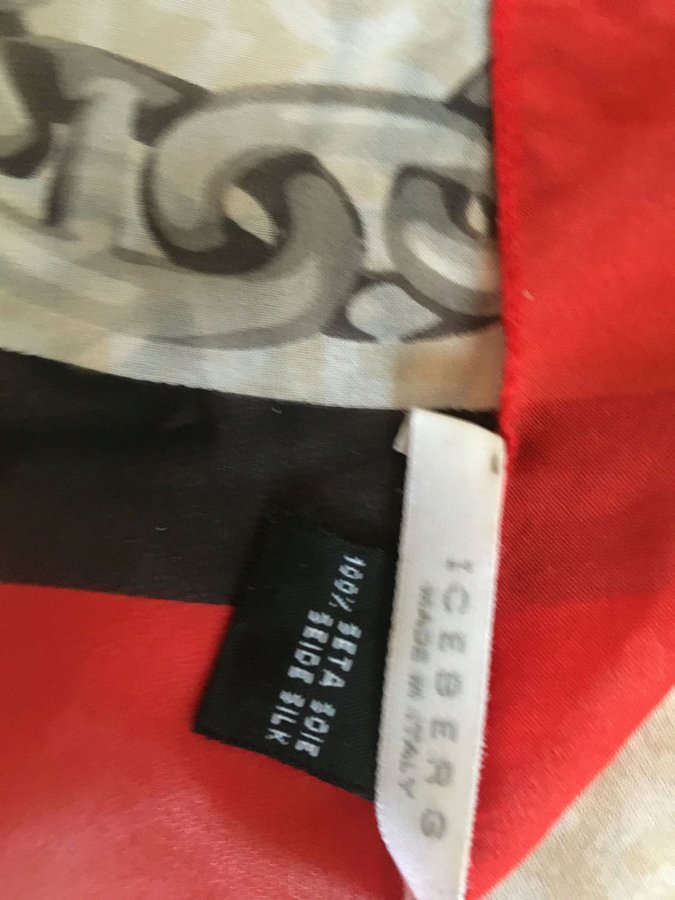 ICEBERG
MADE IN ITALY
100% SETA SOIE
SEIDE SILK